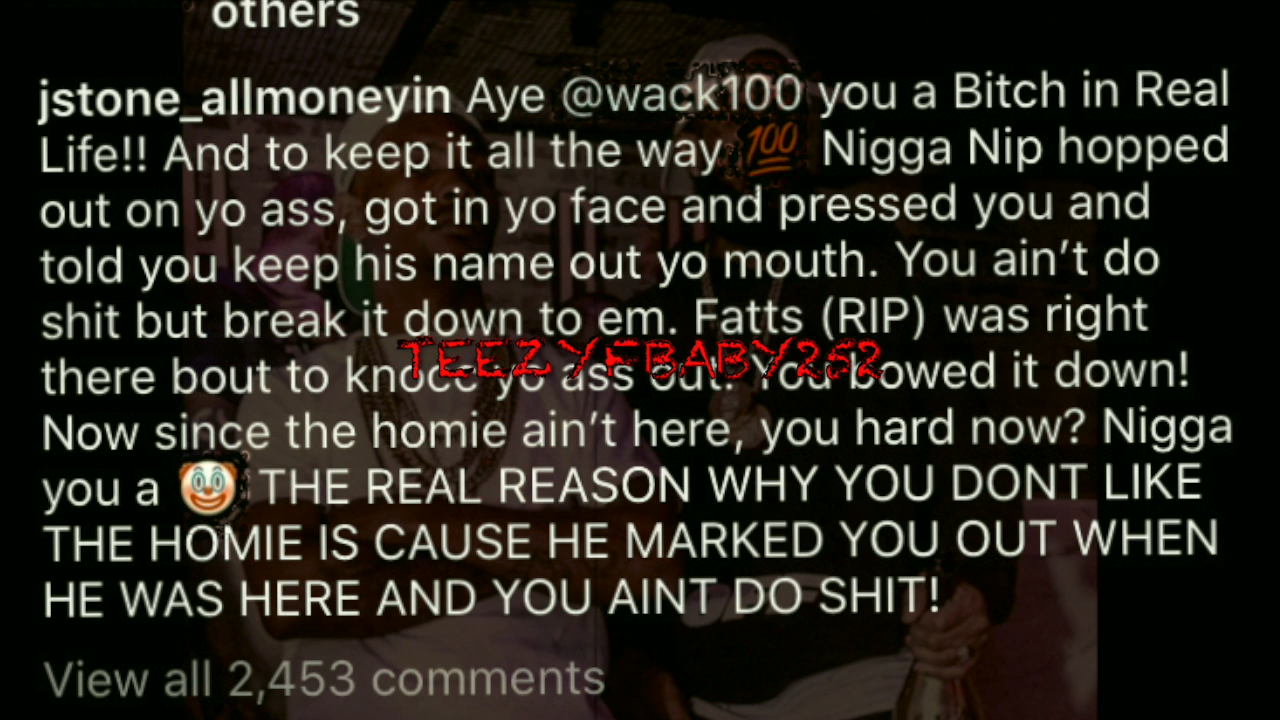 others
jstone_allmoneyin Aye @wack100 you a Bitch in Real
Life!! And to keep it all the way 💯 Nigga Nip hopped
out on yo ass, got in yo face and pressed you and
told you keep his name out yo mouth. You ain't do
shit but break it down to em. Fatts (RIP) was right
TEEZYFBABY252
there bout to knocc yo ass out. You bowed it down!
Now since the homie ain't here, you hard now? Nigga
you a 🤡 THE REAL REASON WHY YOU DONT LIKE
THE HOMIE IS CAUSE HE MARKED YOU OUT WHEN
HE WAS HERE AND YOU AINT DO SHIT!
View all 2,453 comments